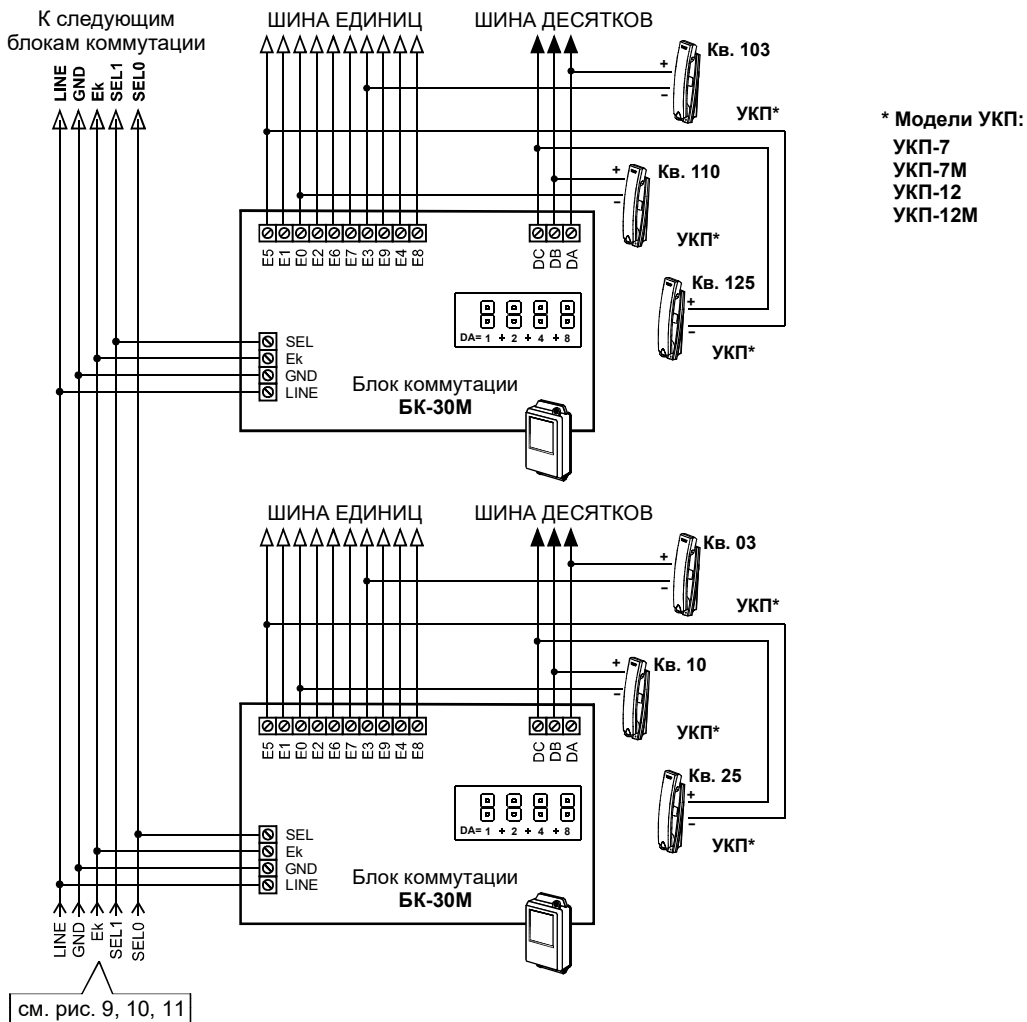 К следующим
блокам коммутации
LINE
GND
Ek
SEL1
SEL0
ШИНА ЕДИНИЦ
ШИНА ДЕСЯТКОВ
+
Кв. 103
–
УКП*
+
Кв. 110
–
УКП*
Кв. 125
+
–
УКП*
* Модели УКП:
УКП-7
УКП-7М
УКП-12
УКП-12М
E5
E1
E0
E2
E6
E7
E3
E9
E4
E8
DC
DB
DA
DA= 1 + 2 + 4 + 8
SEL
Ek
GND
LINE
Блок коммутации
БК-30М
ШИНА ЕДИНИЦ
ШИНА ДЕСЯТКОВ
+
Кв. 03
–
УКП*
+
Кв. 10
–
УКП*
Кв. 25
+
–
УКП*
E5
E1
E0
E2
E6
E7
E3
E9
E4
E8
DC
DB
DA
DA= 1 + 2 + 4 + 8
SEL
Ek
GND
LINE
Блок коммутации
БК-30М
LINE
GND
Ek
SEL1
SEL0
см. рис. 9, 10, 11